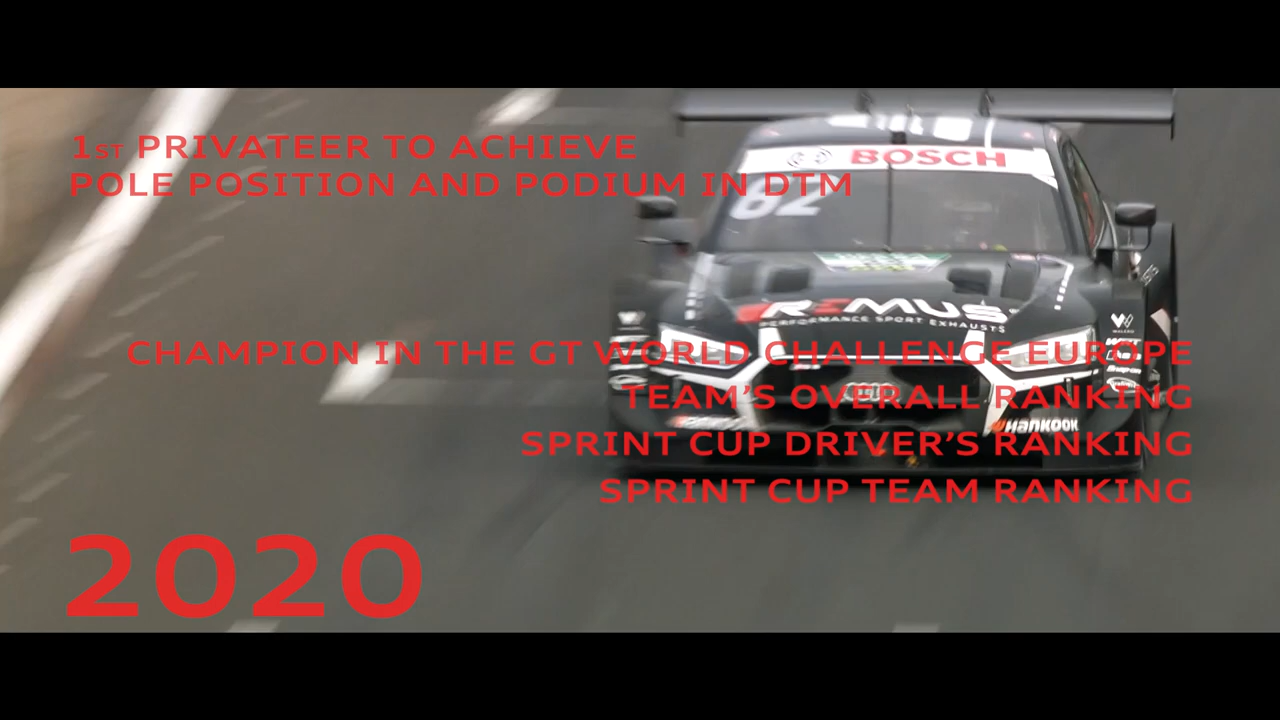 1ST PRIVATEER TO ACHIEVE
POLE POSITION AND PODIUM IN DTM
BOSCH
62
REMUS
PERFORMANCE SPORT EXHAUSTS
CHAMPION IN THE GT WORLD CHALLENGE EUROPE
TEAM’S OVERALL RANKING
HANKOOK
SPRINT CUP DRIVER’S RANKING
SPRINT CUP TEAM RANKING
2020